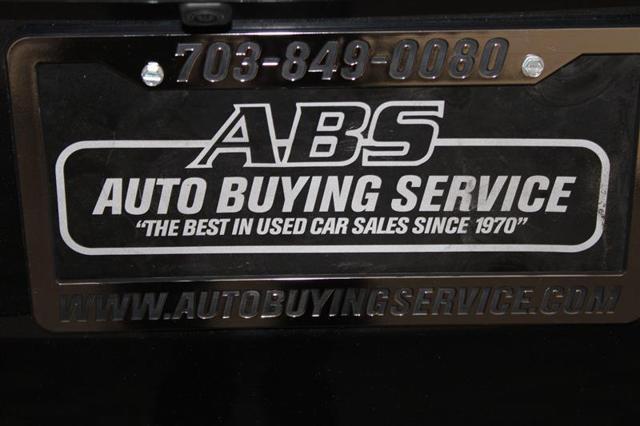 703-849-0080
ABS
AUTO BUYING SERVICE
"THE BEST IN USED CAR SALES SINCE 1970"
WWW.AUTOBUYINGSERVICE.COM